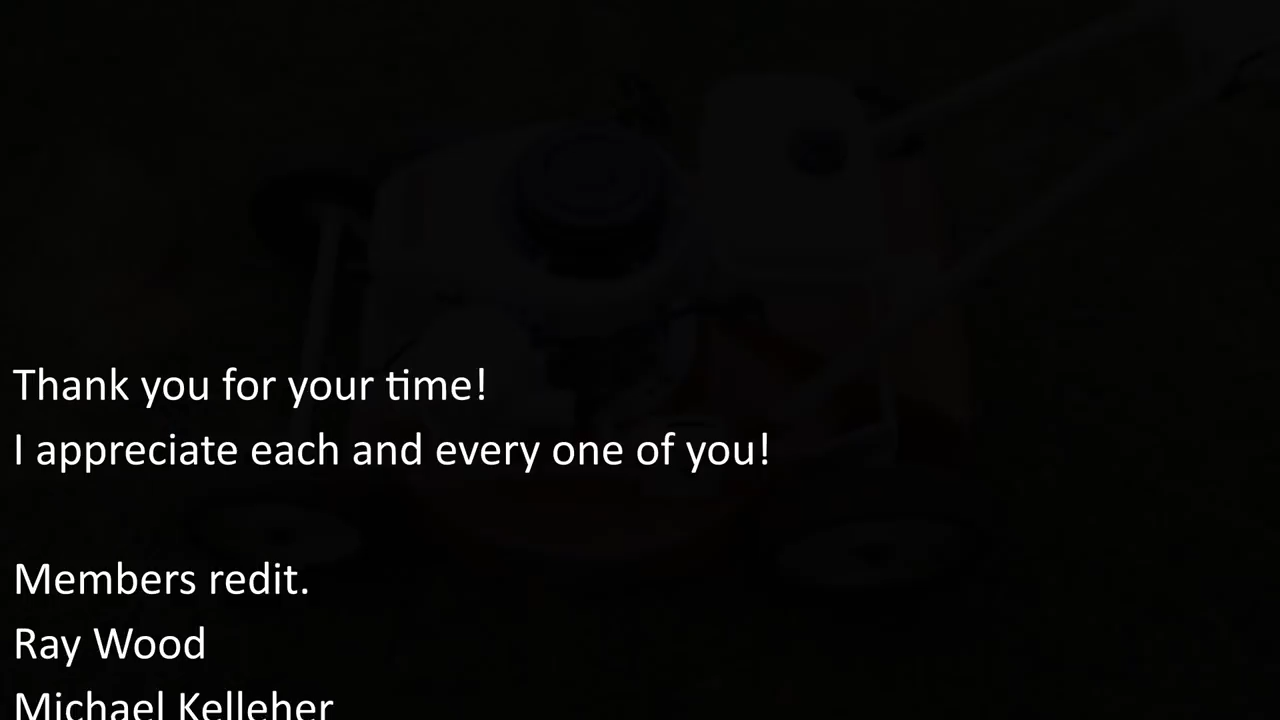 Thank you for your time!
I appreciate each and every one of you!
Members redit.
Ray Wood
Michael Kelleher